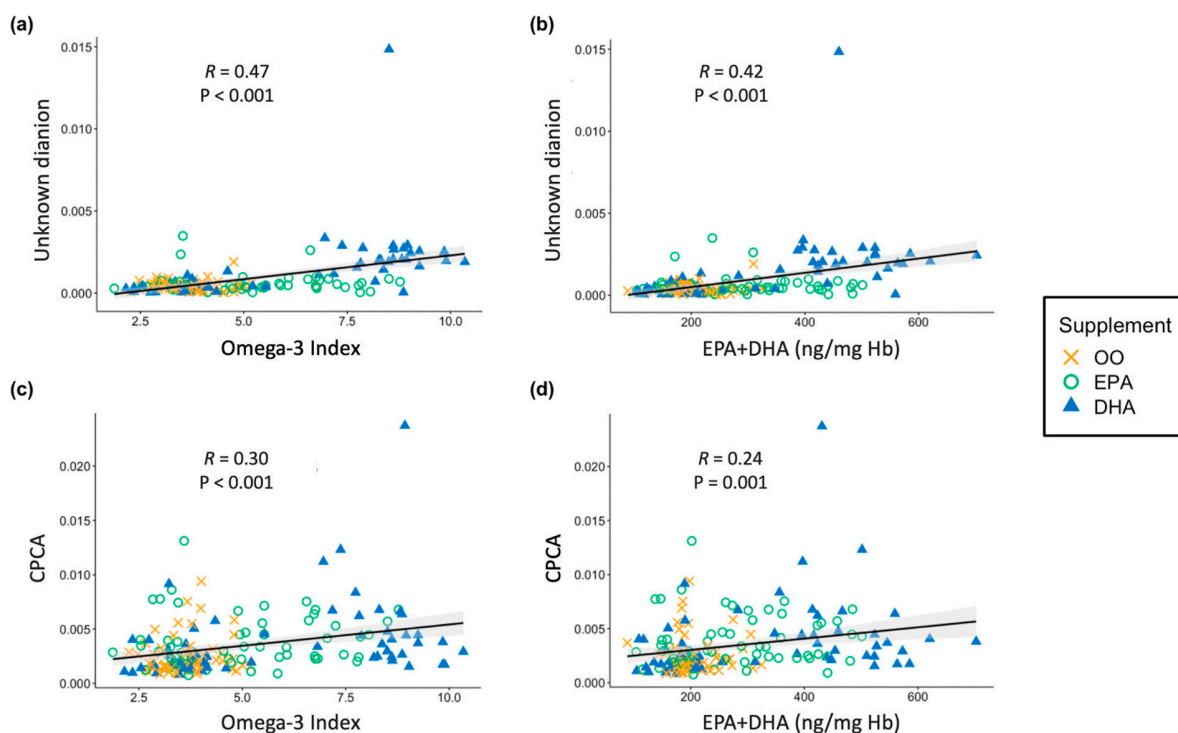 (a)
Unknown dianion
0.015
0.010
0.005
0.000
R = 0.47
P < 0.001
2.5 5.0 7.5 10.0
Omega-3 Index
(b)
Unknown dianion
0.015
0.010
0.005
0.000
R = 0.42
P < 0.001
200 400 600
EPA+DHA (ng/mg Hb)
Supplement
OO
EPA
DHA
(c)
CPCA
0.020
0.015
0.010
0.005
0.000
R = 0.30
P < 0.001
2.5 5.0 7.5 10.0
Omega-3 Index
(d)
CPCA
0.020
0.015
0.010
0.005
0.000
R = 0.24
P = 0.001
200 400 600
EPA+DHA (ng/mg Hb)